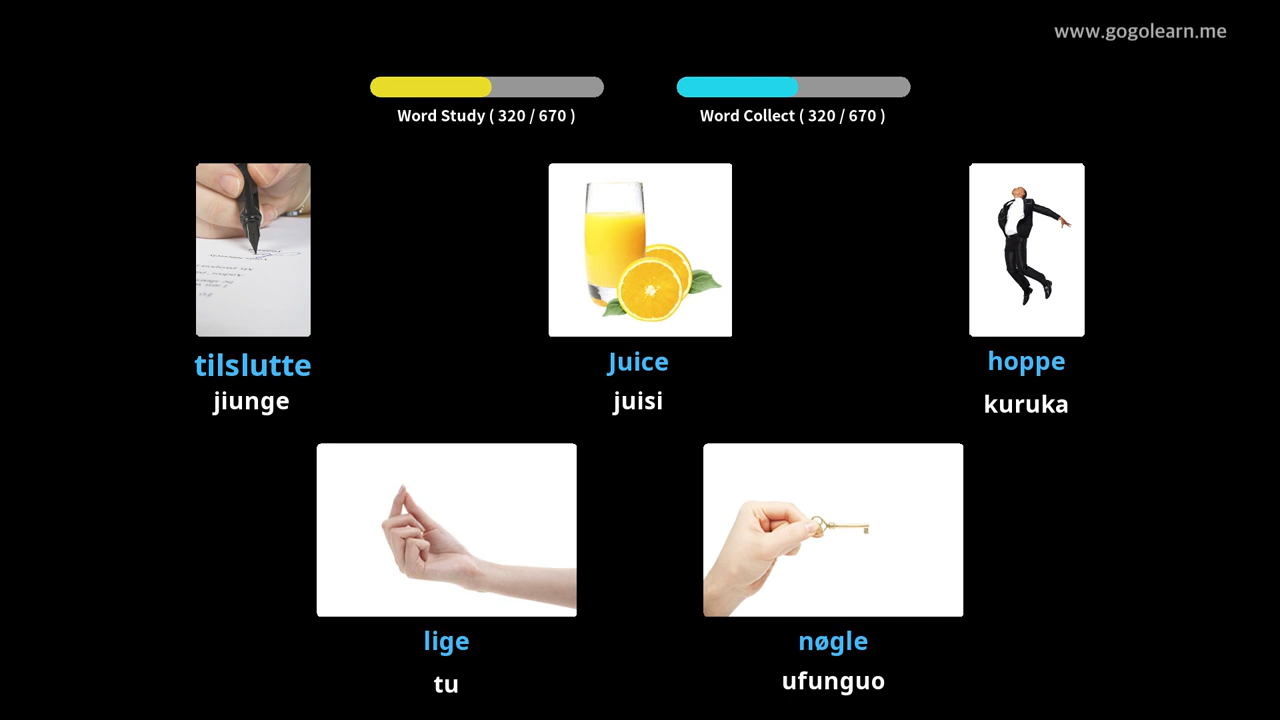 www.gogolearn.me
Word Study ( 320 / 670 )
Word Collect ( 320 / 670 )
tilslutte
jiunge
Juice
juisi
hoppe
kuruka
lige
tu
nøgle
ufunguo